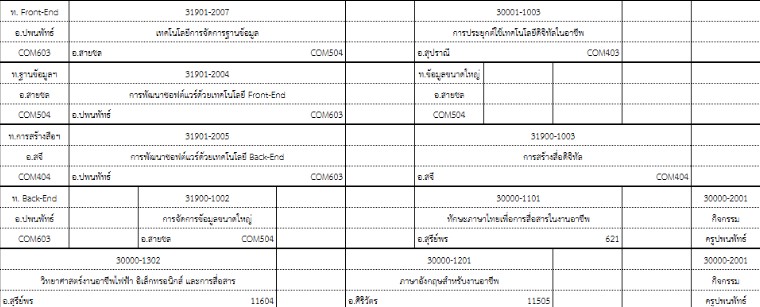 ท. Front-End 31901-2007 30001-1003
อ.ปพนพัทธ์ เทคโนโลยีการจัดการฐานข้อมูล การประยุกต์ใช้เทคโนโลยีดิจิทัลในอาชีพ
COM603 อ.สายชล COM504 อ.สุปราณี COM403
ท.ฐานข้อมูลฯ 31901-2004 ท.ข้อมูลขนาดใหญ่
อ.สายชล การพัฒนาซอฟต์แวร์ด้วยเทคโนโลยี Front-End อ.สายชล
COM504 อ.ปพนพัทธ์ COM603 COM504
ท.การสร้างสื่อฯ 31901-2005 31900-1003
อ.สจี การพัฒนาซอฟต์แวร์ด้วยเทคโนโลยี Back-End การสร้างสื่อดิจิทัล
COM404 อ.ปพนพัทธ์ COM603 อ.สจี COM404
ท. Back-End 31900-1002 30000-1101 30000-2001
อ.ปพนพัทธ์ การจัดการข้อมูลขนาดใหญ่ ทักษะภาษาไทยเพื่อการสื่อสารในงานอาชีพ กิจกรรม
COM603 อ.สายชล COM504 อ.สุรีย์พร 621 ครูปพนพัทธ์
30000-1302 30000-1201 30000-2001
วิทยาศาสตร์งานอาชีพไฟฟ้า อิเล็กทรอนิกส์ และการสื่อสาร ภาษาอังกฤษสำหรับงานอาชีพ กิจกรรม
อ.สุรีย์พร 11604 อ.ศิริวัตร 11505 ครูปพนพัทธ์